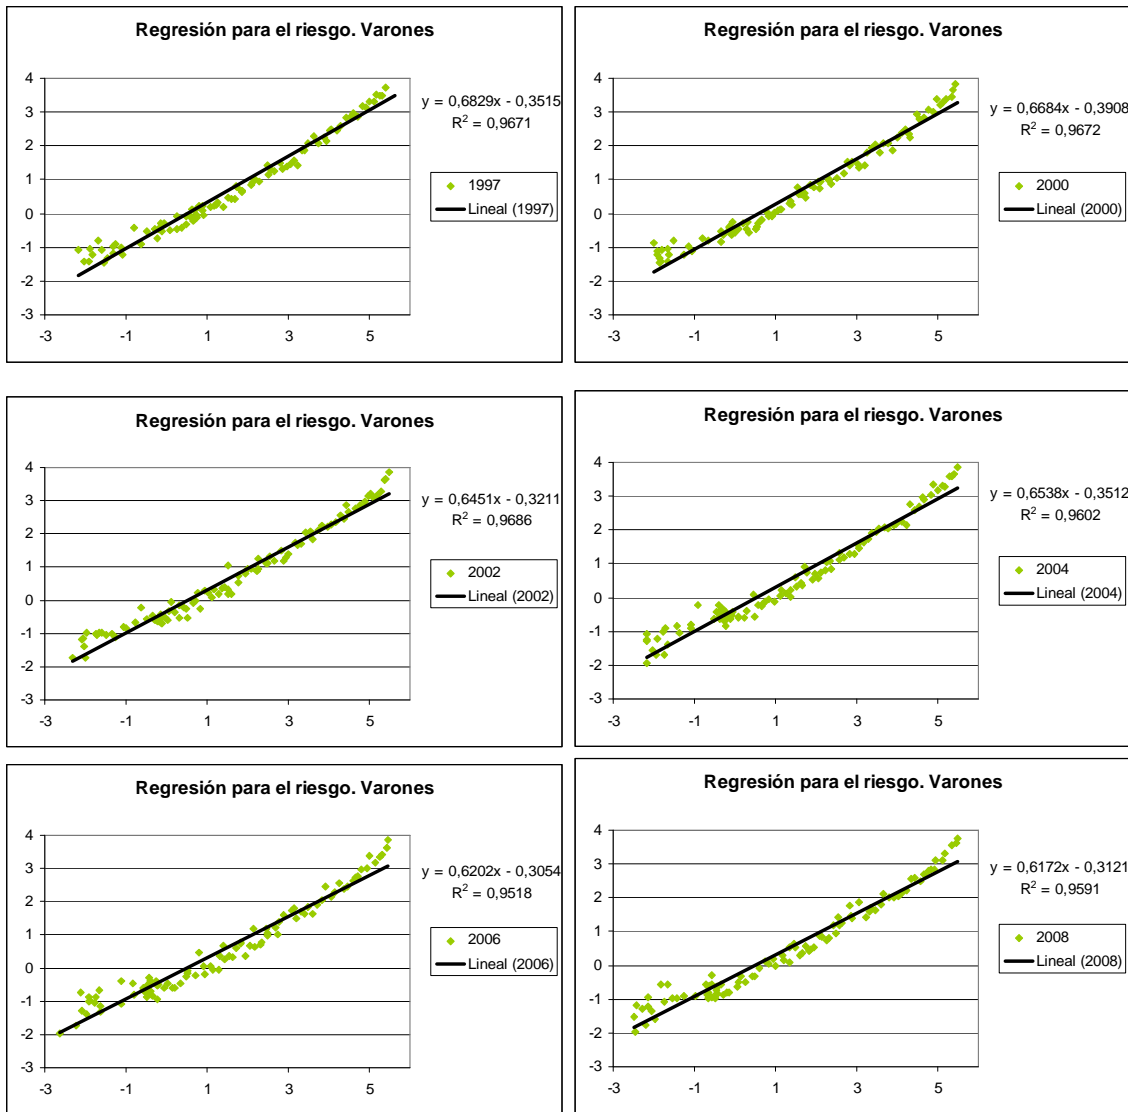 Regresión para el riesgo. Varones
4
3
2
1
0
-1
-2
-3
-3 -1 1 3 5
y = 0,6829x - 0,3515
R² = 0,9671
1997
Lineal (1997)
Regresión para el riesgo. Varones
4
3
2
1
0
-1
-2
-3
-3 -1 1 3 5
y = 0,6684x - 0,3908
R² = 0,9672
2000
Lineal (2000)
Regresión para el riesgo. Varones
4
3
2
1
0
-1
-2
-3
-3 -1 1 3 5
y = 0,6451x - 0,3211
R² = 0,9686
2002
Lineal (2002)
Regresión para el riesgo. Varones
4
3
2
1
0
-1
-2
-3
-3 -1 1 3 5
y = 0,6538x - 0,3512
R² = 0,9602
2004
Lineal (2004)
Regresión para el riesgo. Varones
4
3
2
1
0
-1
-2
-3
-3 -1 1 3 5
y = 0,6202x - 0,3054
R² = 0,9518
2006
Lineal (2006)
Regresión para el riesgo. Varones
4
3
2
1
0
-1
-2
-3
-3 -1 1 3 5
y = 0,6172x - 0,3121
R² = 0,9591
2008
Lineal (2008)